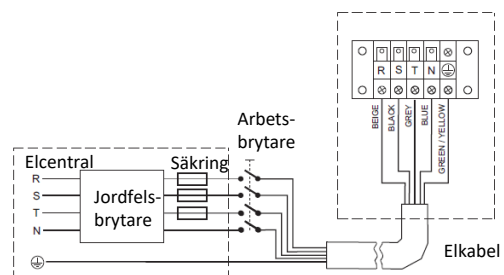 R S T N
BEIGE
BLACK
GREY
BLUE
GREEN / YELLOW
Arbets-
brytare
Elcentral
Säkring
R
S
T
N
Jordfels-
brytare
Elkabel